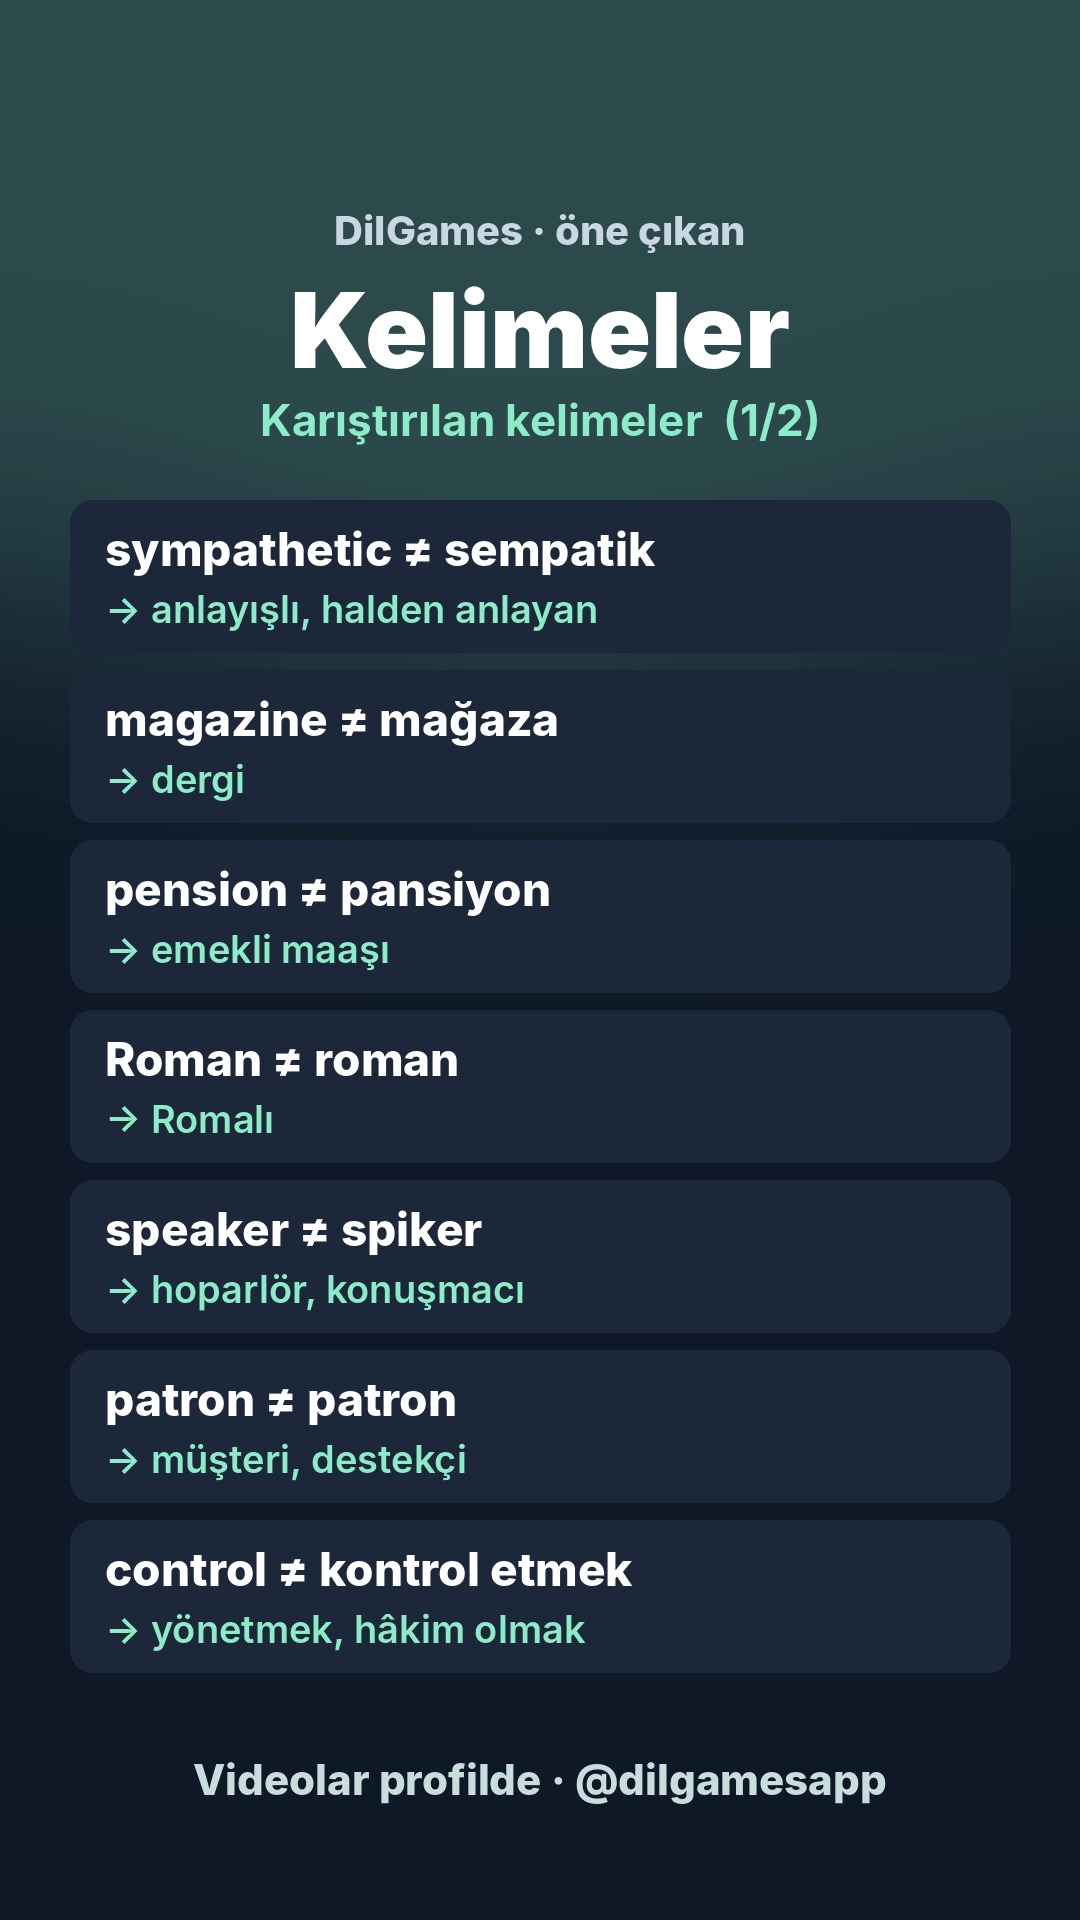 DilGames · öne çıkan
Kelimeler
Karıştırılan kelimeler (1/2)
sympathetic ≠ sempatik
→ anlayışlı, halden anlayan
magazine ≠ mağaza
→ dergi
pension ≠ pansiyon
→ emekli maaşı
Roman ≠ roman
→ Romalı
speaker ≠ spiker
→ hoparlör, konuşmacı
patron ≠ patron
→ müşteri, destekçi
control ≠ kontrol etmek
→ yönetmek, hâkim olmak
Videolar profilde · @dilgamesapp